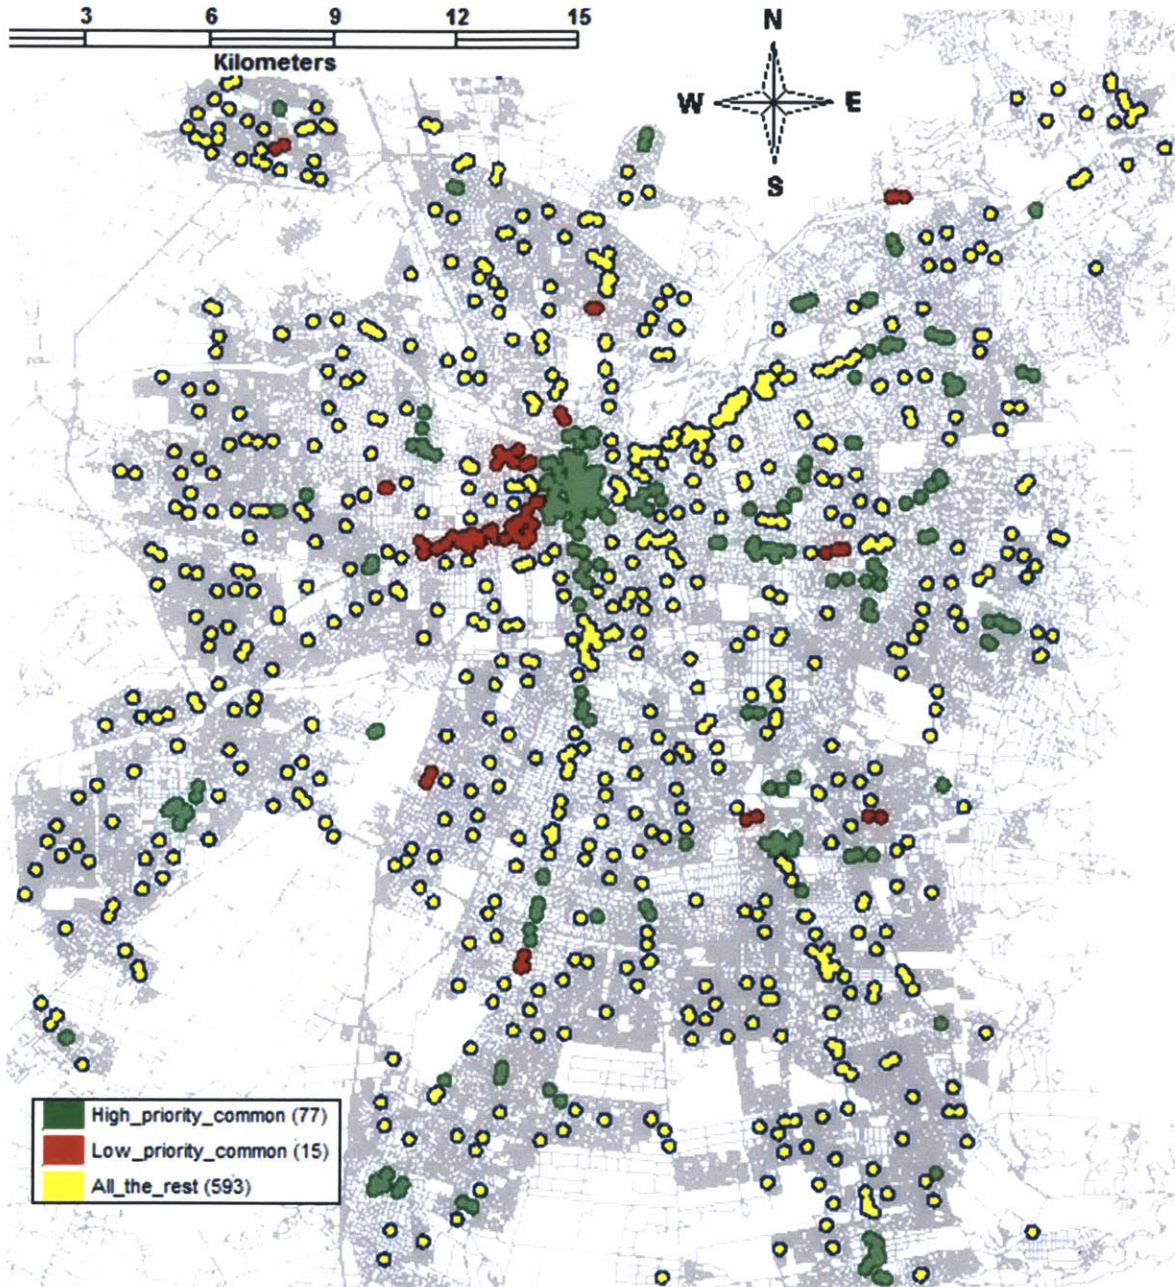 3 6 9 12 15
Kilometers
N
W E
S
High_priority_common (77)
Low_priority_common (15)
All_the_rest (593)